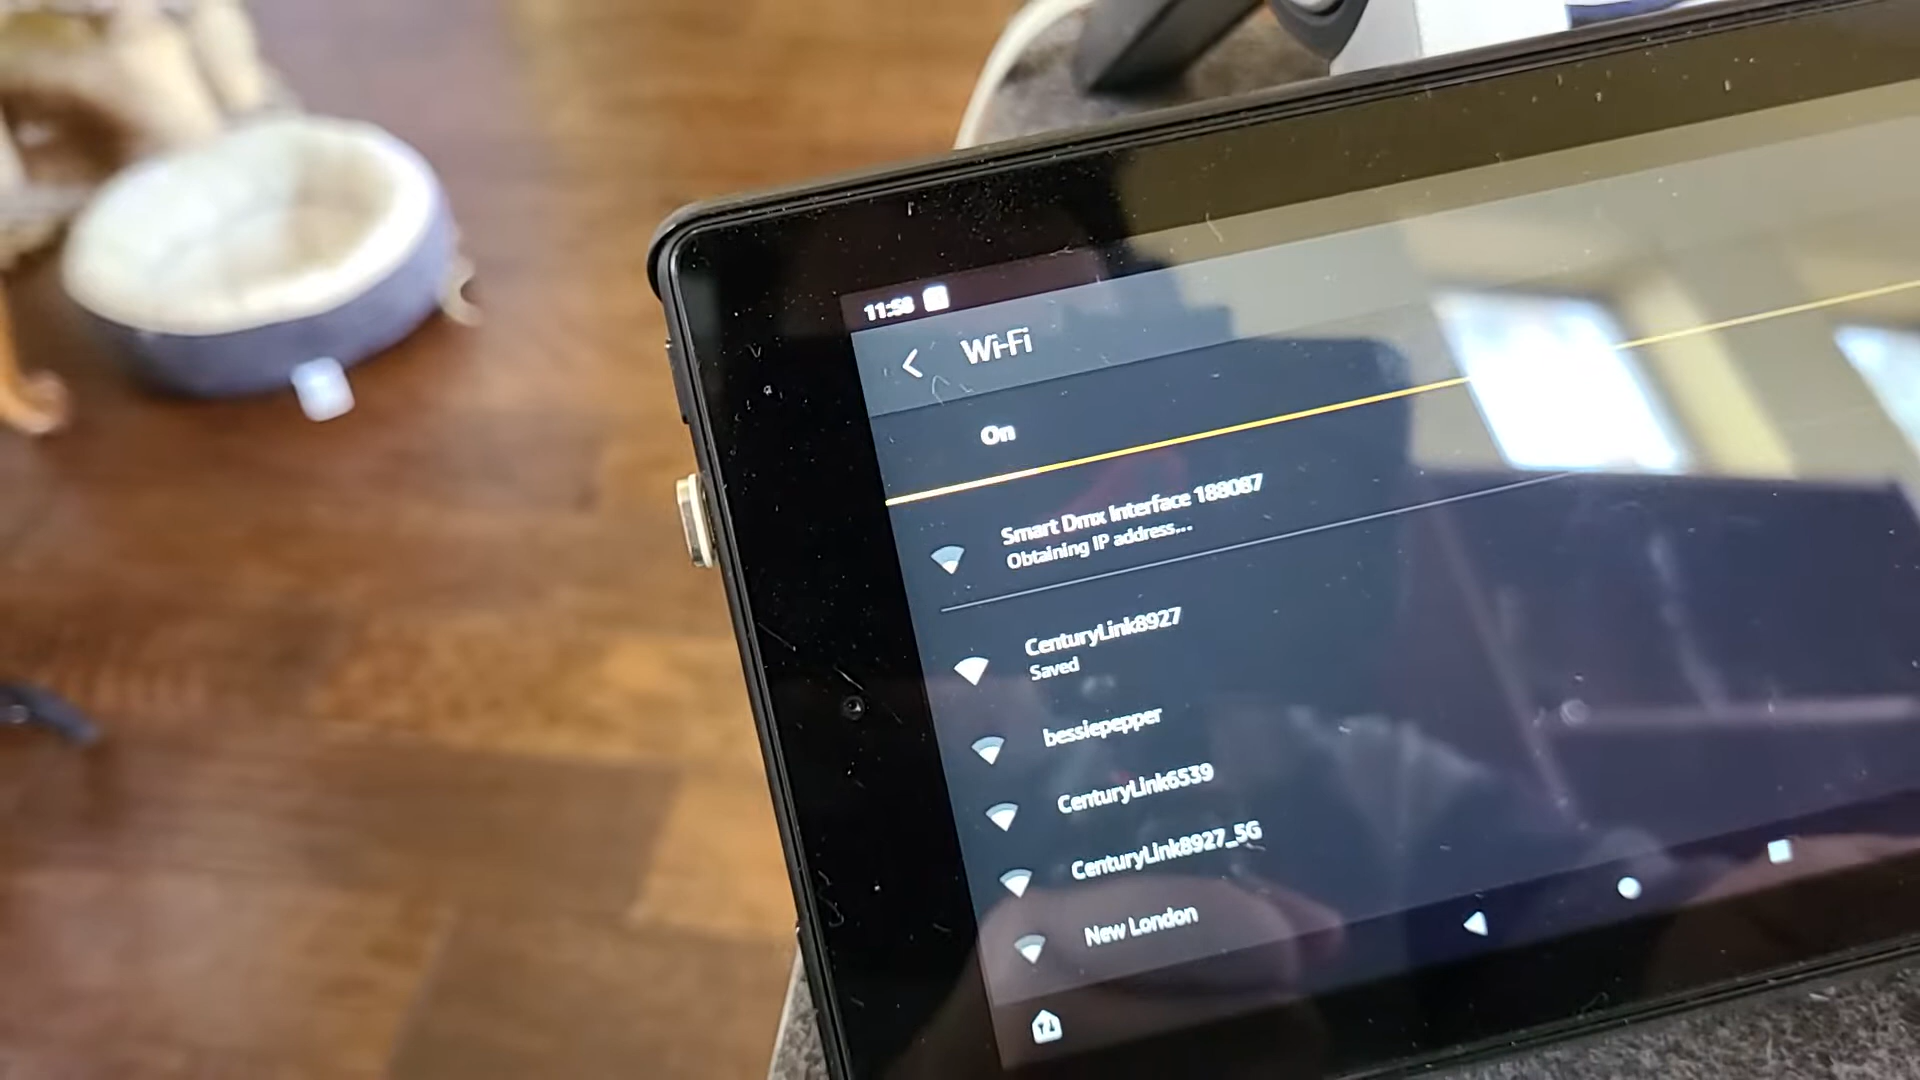 11:58
Wi-Fi
On
Smart Dmx Interface 188087
Obtaining IP address...
CenturyLink8927
Saved
bessiepepper
CenturyLink6539
CenturyLink8927_5G
New London